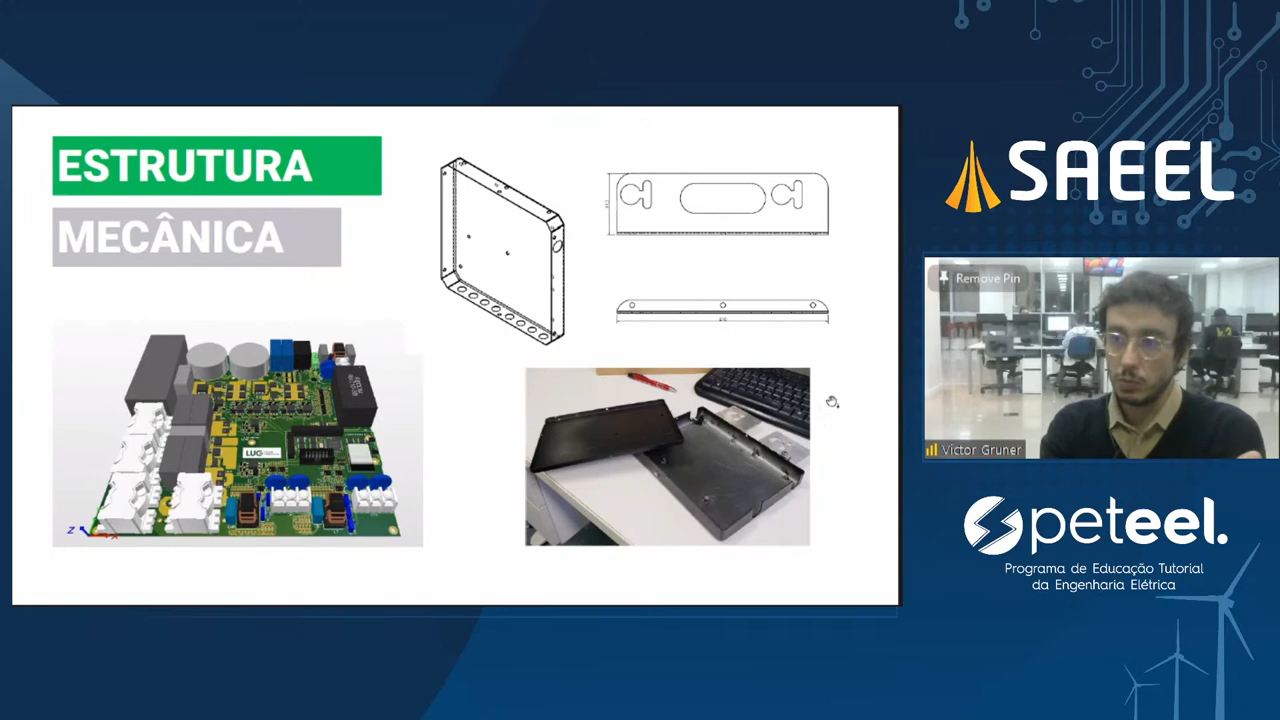 ESTRUTURA
MECÂNICA
LUG
SAEEL
Remove Pin
Victor Gruner
peteel.
Programa de Educação Tutorial
da Engenharia Elétrica